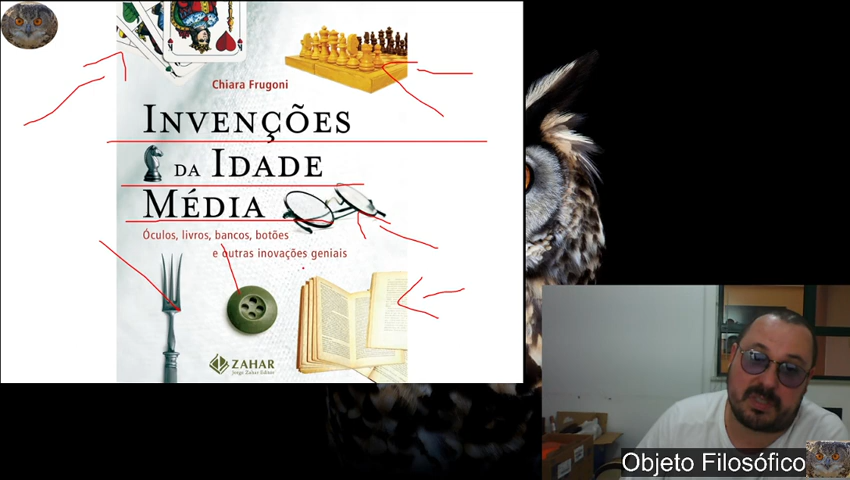 Chiara Frugoni
INVENÇÕES
DA IDADE
MÉDIA
Óculos, livros, bancos, botões
e outras inovações geniais
ZAHAR
Jorge Zahar Editor
Objeto Filosófico